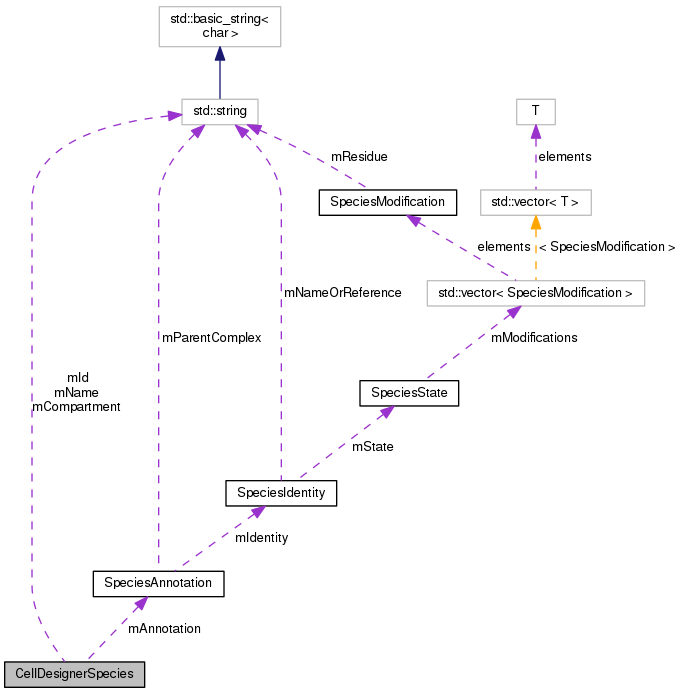 std::basic_string<
char >
std::string
T
mResidue
elements
SpeciesModification
std::vector< T >
elements
< SpeciesModification >
mNameOrReference
std::vector< SpeciesModification >
mParentComplex
mModifications
mId
mName
mCompartment
SpeciesState
mState
SpeciesIdentity
mIdentity
SpeciesAnnotation
mAnnotation
CellDesignerSpecies